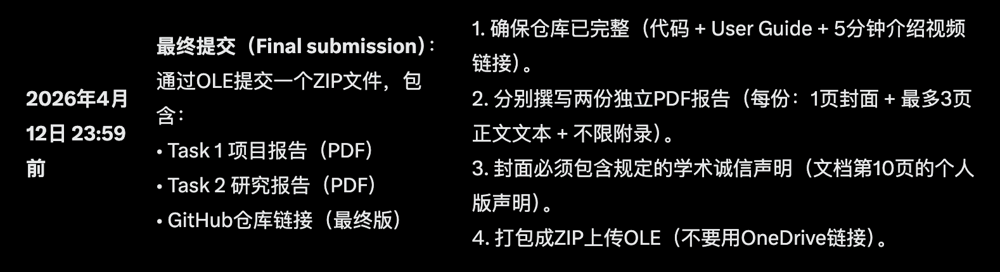 2026年4月
12日 23:59
前
最终提交（Final submission）：
通过OLE提交一个ZIP文件，包
含：
• Task 1 项目报告（PDF）
• Task 2 研究报告（PDF）
• GitHub仓库链接（最终版）
1. 确保仓库已完整（代码 + User Guide + 5分钟介绍视频
链接）。
2. 分别撰写两份独立PDF报告（每份：1页封面 + 最多3页
正文文本 + 不限附录）。
3. 封面必须包含规定的学术诚信声明（文档第10页的个人
版声明）。
4. 打包成ZIP上传OLE（不要用OneDrive链接）。